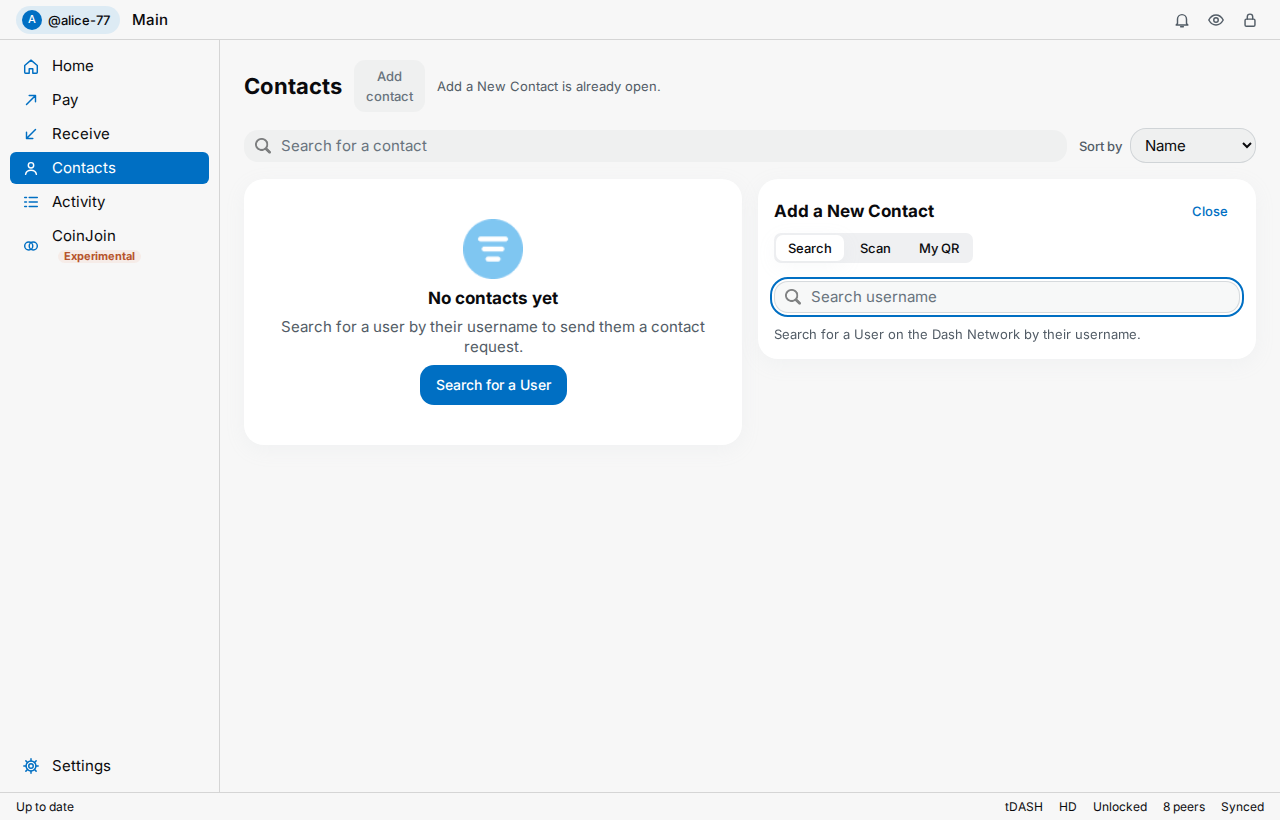 A @alice-77 Main
Home
Pay
Receive
Contacts
Activity
CoinJoin
Experimental
Settings
Contacts
Add
contact
Add a New Contact is already open.
Search for a contact
Sort by Name
No contacts yet
Search for a user by their username to send them a contact
request.
Search for a User
Add a New Contact
Close
Search Scan My QR
Search username
Search for a User on the Dash Network by their username.
Up to date
tDASH HD Unlocked 8 peers Synced